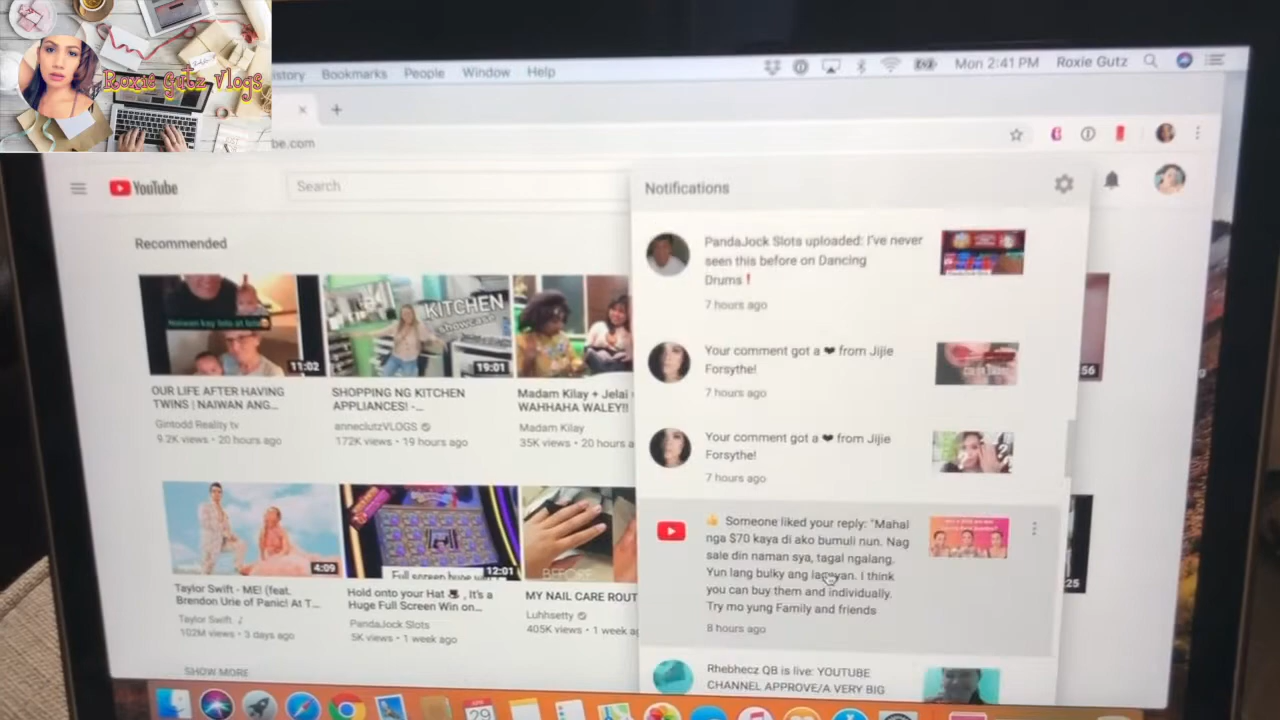 Roxie Gutz Vlogs
istory Bookmarks People Window Help
Mon 2:41 PM Roxie Gutz
be.com
YouTube
Search
Recommended
11:02
OUR LIFE AFTER HAVING
TWINS | NAIWAN ANG...
Gintodd Reality tv
9.2K views • 20 hours ago
KITCHEN
showcase
19:01
SHOPPING NG KITCHEN
APPLIANCES! -...
anneclutzVLOGS
172K views • 19 hours ago
Madam Kilay + Jelai
WAHHAHA WALEY!!
Madam Kilay
35K views • 20 hours a
4:09
Taylor Swift - ME! (feat.
Brendon Urie of Panic! At T...
Taylor Swift
102M views • 3 days ago
12:01
Hold onto your Hat 🎩, It's a
Huge Full Screen Win on...
PandaJock Slots
5K views • 1 week ago
BEFORE
MY NAIL CARE ROUT
Luhhsetty
405K views • 1 week ag
SHOW MORE
Notifications
PandaJock Slots uploaded: I've never
seen this before on Dancing
Drums❗
7 hours ago
Your comment got a ❤ from Jijie
Forsythe!
7 hours ago
Your comment got a ❤ from Jijie
Forsythe!
7 hours ago
👍 Someone liked your reply: "Mahal
nga $70 kaya di ako bumuli nun. Nag
sale din naman sya, tagal ngalang.
Yun lang bulky ang I think
you can buy them and individually.
Try mo yung Family and friends
8 hours ago
Rhebhecz QB is live: YOUTUBE
CHANNEL APPROVE/A VERY BIG
:56
:25
APR
29